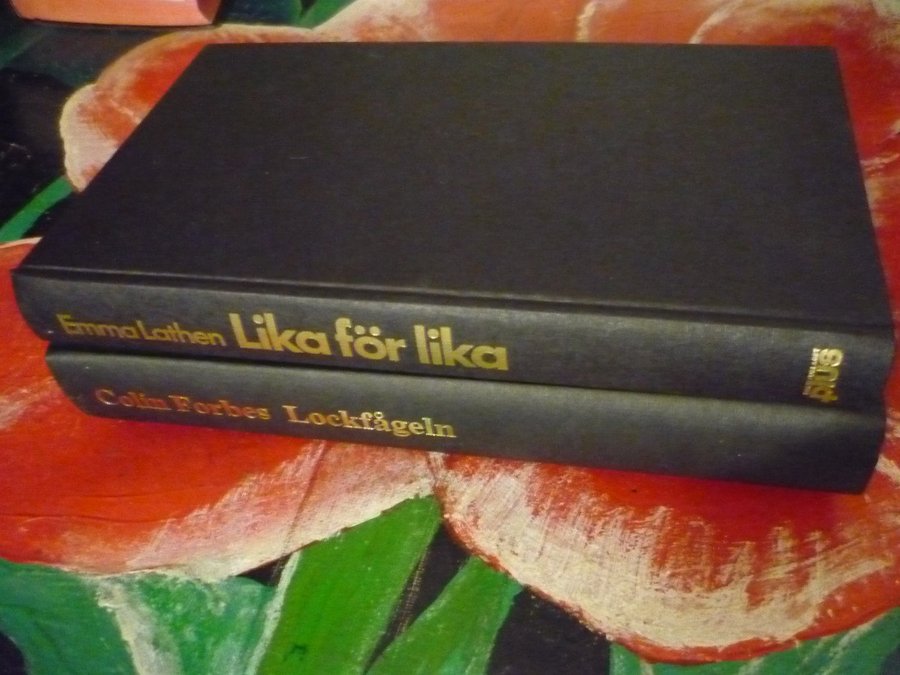 Emma Lathen Lika för lika
Colin Forbes Lockfågeln